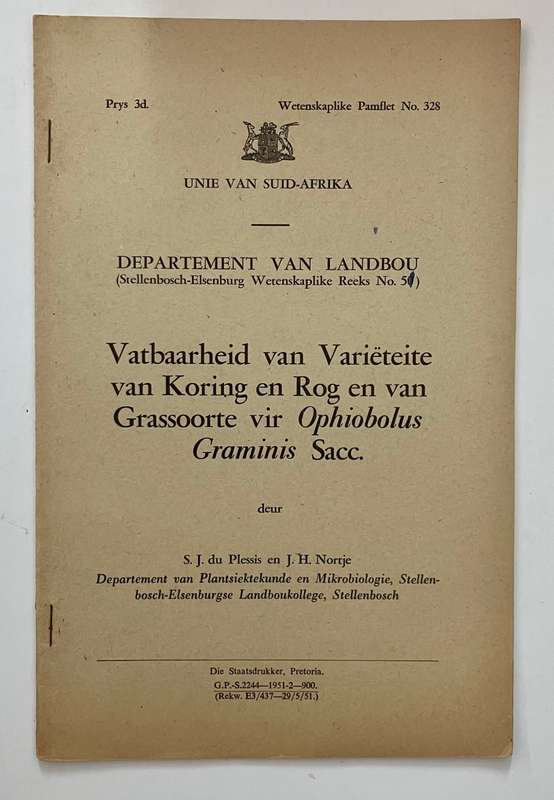 Prys 3d. Wetenskaplike Pamflet No. 328
UNIE VAN SUID-AFRIKA
DEPARTEMENT VAN LANDBOU
(Stellenbosch-Elsenburg Wetenskaplike Reeks No.
Vatbaarheid van Variëteite
van Koring en Rog en van
Grassoorte vir Ophiobolus
Graminis Sacc.
deur
S. J. du Plessis en J. H. Nortje
Departement van Plantsiektekunde en Mikrobiologie, Stellen-
bosch-Elsenburgse Landboukollege, Stellenbosch
Die Staatsdrukker, Pretoria.
G.P.-S.2244—1951-2—900.
(Rekw. E3/437—29/5/51.)